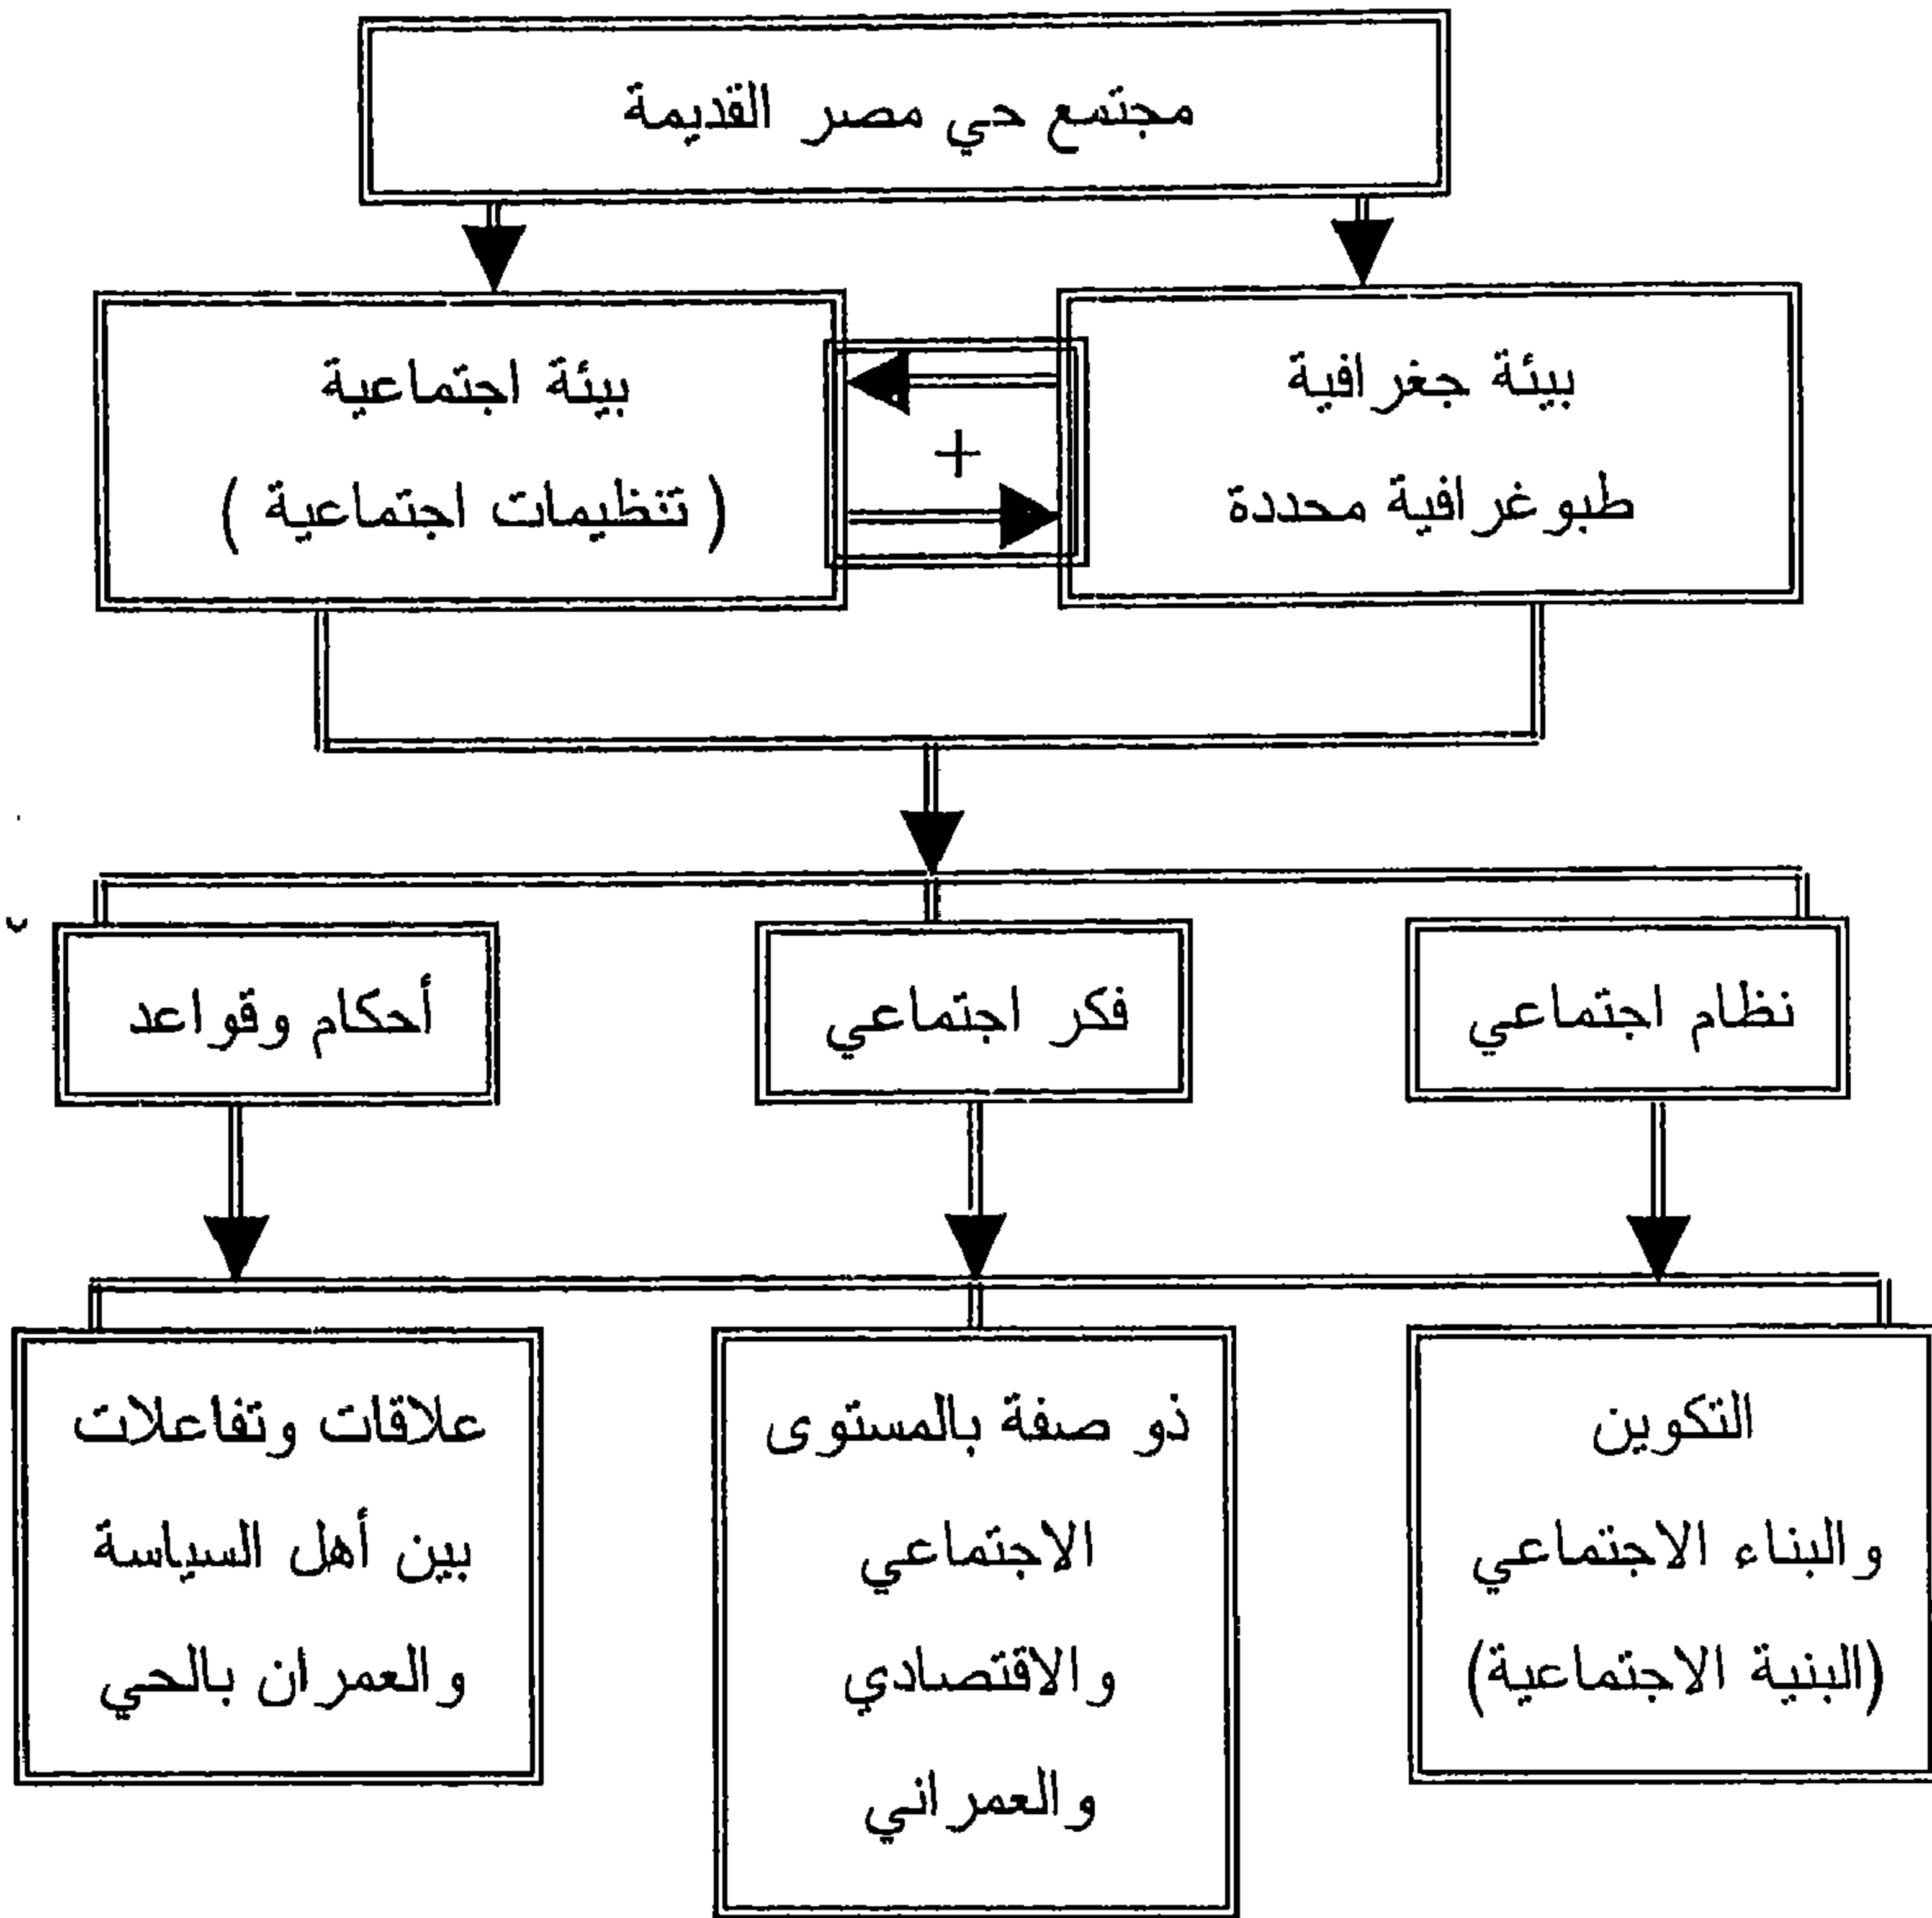 مجتمع حي مصر القديمة
بيئة جغرافية
طبوغرافية محددة
+
بيئة اجتماعية
( تنظيمات اجتماعية )
نظام اجتماعي
فكر اجتماعي
أحكام وقواعد
التكوين
والبناء الاجتماعي
(البنية الاجتماعية)
ذو صفة بالمستوى
الاجتماعي
والاقتصادي
والعمراني
علاقات وتفاعلات
بين أهل السياسة
والعمران بالحي